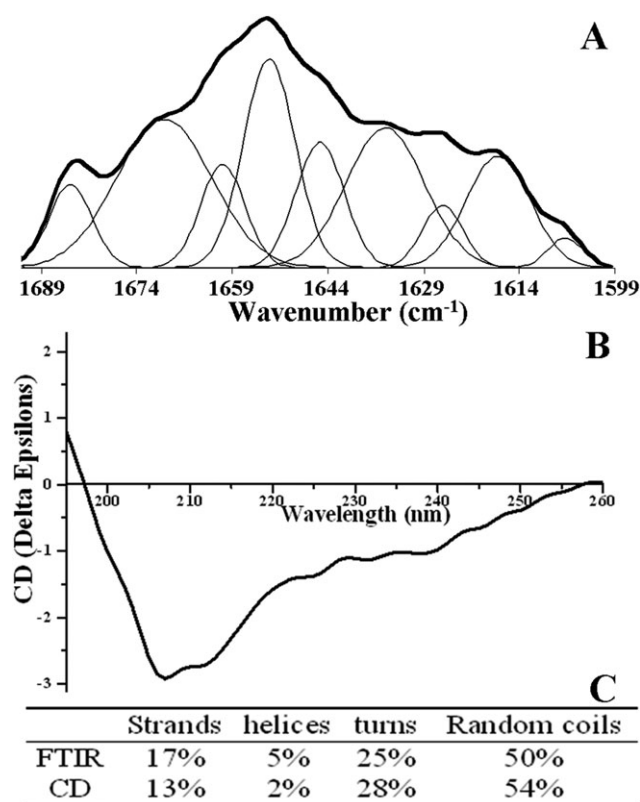 A
1689 1674 1659 1644 1629 1614 1599
Wavenumber (cm-1)
B
CD (Delta Epsilons)
2
1
0
-1
-2
-3
200 210 220 230 240 250 260
Wavelength (nm)
C
Strands helices turns Random coils
FTIR 17% 5% 25% 50%
CD 13% 2% 28% 54%